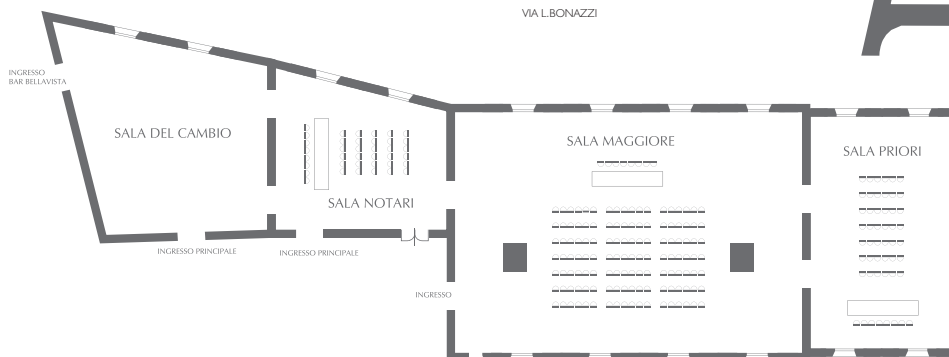 VIA L.BONAZZI
INGRESSO
BAR BELLAVISTA
SALA DEL CAMBIO
SALA MAGGIORE
SALA PRIORI
SALA NOTARI
INGRESSO PRINCIPALE
INGRESSO PRINCIPALE
INGRESSO